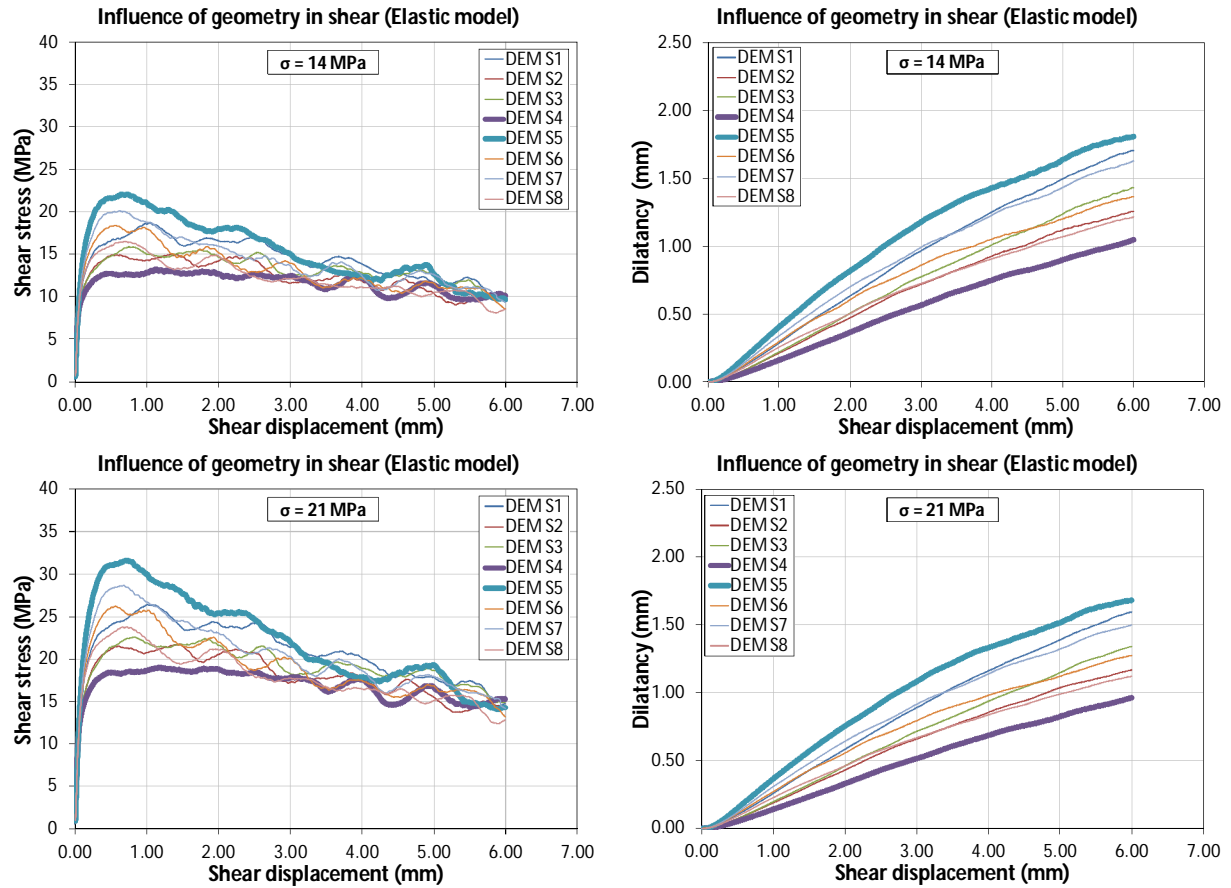 Influence of geometry in shear (Elastic model)
40
35
30
25
20
15
10
5
0
Shear stress (MPa)
σ = 14 MPa
DEM S1
DEM S2
DEM S3
DEM S4
DEM S5
DEM S6
DEM S7
DEM S8
0.00 1.00 2.00 3.00 4.00 5.00 6.00 7.00
Shear displacement (mm)
Influence of geometry in shear (Elastic model)
2.50
2.00
1.50
1.00
0.50
0.00
Dilatancy (mm)
σ = 14 MPa
DEM S1
DEM S2
DEM S3
DEM S4
DEM S5
DEM S6
DEM S7
DEM S8
0.00 1.00 2.00 3.00 4.00 5.00 6.00 7.00
Shear displacement (mm)
Influence of geometry in shear (Elastic model)
40
35
30
25
20
15
10
5
0
Shear stress (MPa)
σ = 21 MPa
DEM S1
DEM S2
DEM S3
DEM S4
DEM S5
DEM S6
DEM S7
DEM S8
0.00 1.00 2.00 3.00 4.00 5.00 6.00 7.00
Shear displacement (mm)
Influence of geometry in shear (Elastic model)
2.50
2.00
1.50
1.00
0.50
0.00
Dilatancy (mm)
σ = 21 MPa
DEM S1
DEM S2
DEM S3
DEM S4
DEM S5
DEM S6
DEM S7
DEM S8
0.00 1.00 2.00 3.00 4.00 5.00 6.00 7.00
Shear displacement (mm)